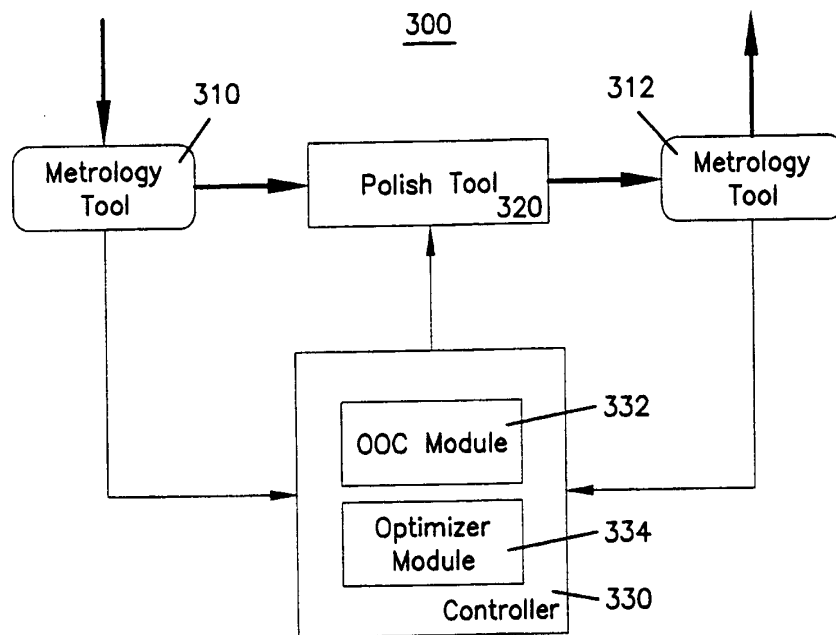 300
310
312
Metrology
Tool
Polish Tool
320
Metrology
Tool
332
OOC Module
Optimizer
Module
334
Controller
330